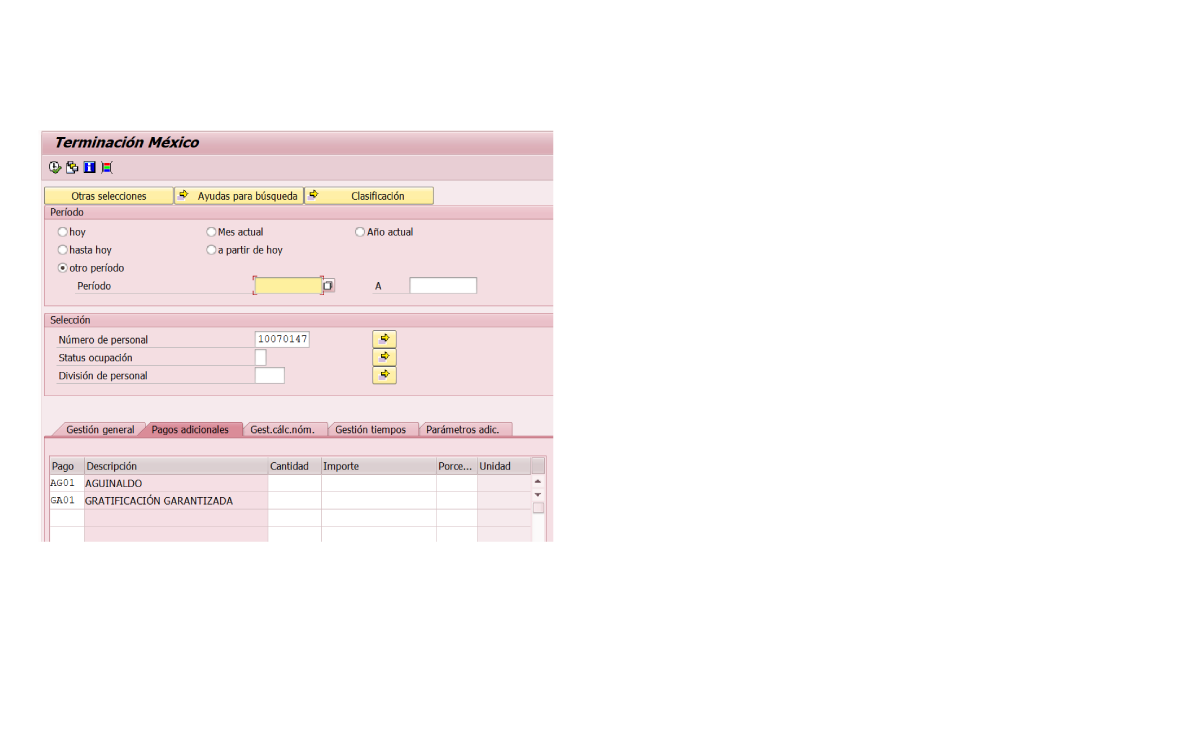 Terminación México
Otras selecciones Ayudas para búsqueda Clasificación
Período
hoy Mes actual Año actual
hasta hoy a partir de hoy
otro período
Período A
Selección
Número de personal 10070147
Status ocupación
División de personal
Gestión general Pagos adicionales Gest.cálc.nóm. Gestión tiempos Parámetros adic.
Pago Descripción Cantidad Importe Porce... Unidad
AG01 AGUINALDO
GA01 GRATIFICACIÓN GARANTIZADA